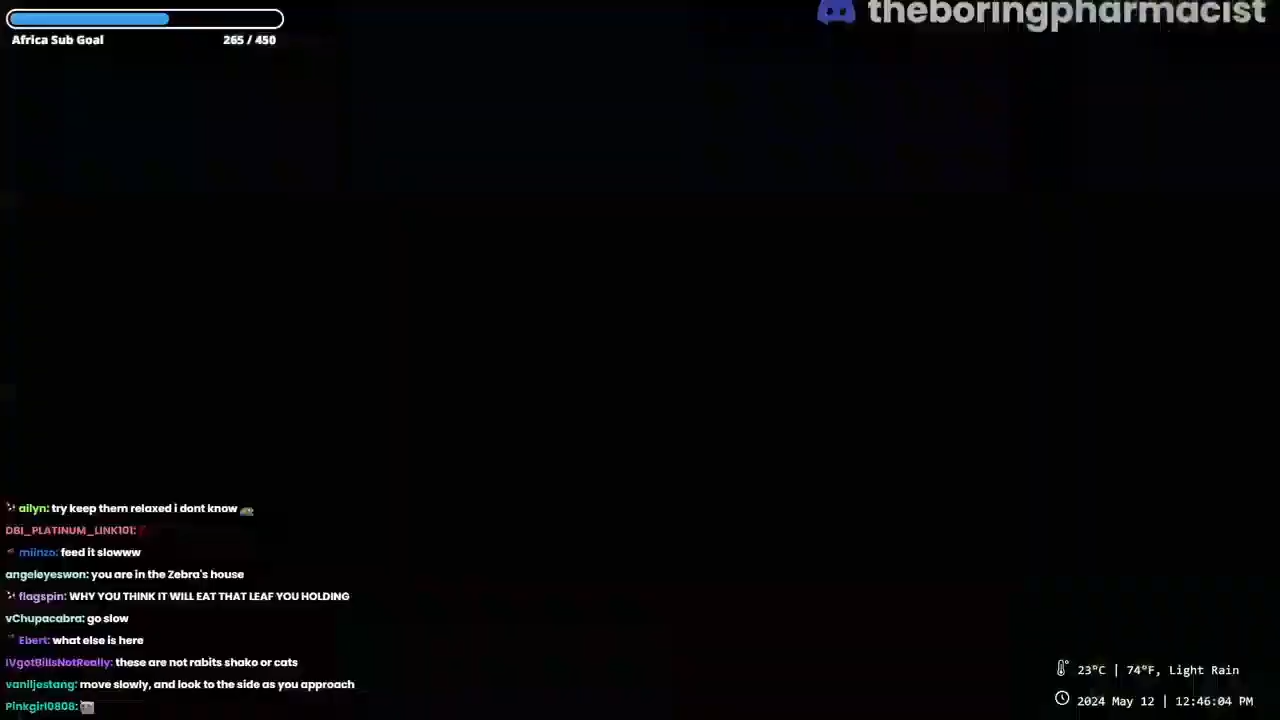 theboringpharmacist
Africa Sub Goal
265 / 450
ailyn: try keep them relaxed i dont know
DBI_PLATINUM_LINK101:
miinzo: feed it slowww
angeleyeswon: you are in the Zebra's house
flagspin: WHY YOU THINK IT WILL EAT THAT LEAF YOU HOLDING
vChupacabra: go slow
Ebert: what else is here
IVgotBillsNotReally: these are not rabits shako or cats
vaniljestang: move slowly, and look to the side as you approach
Pinkgirl0806:
23°C | 74°F, Light Rain
2024 May 12 | 12:46:04 PM